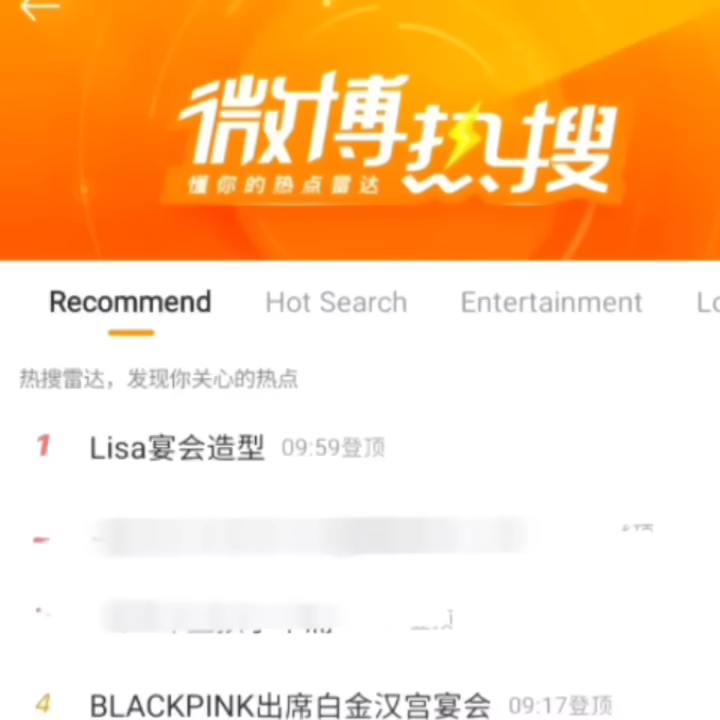 微博热搜
懂你的热点雷达
Recommend Hot Search Entertainment
热搜雷达，发现你关心的热点
1 Lisa宴会造型 09:59登顶
4 BLACKPINK出席白金汉宫宴会 09:17登顶